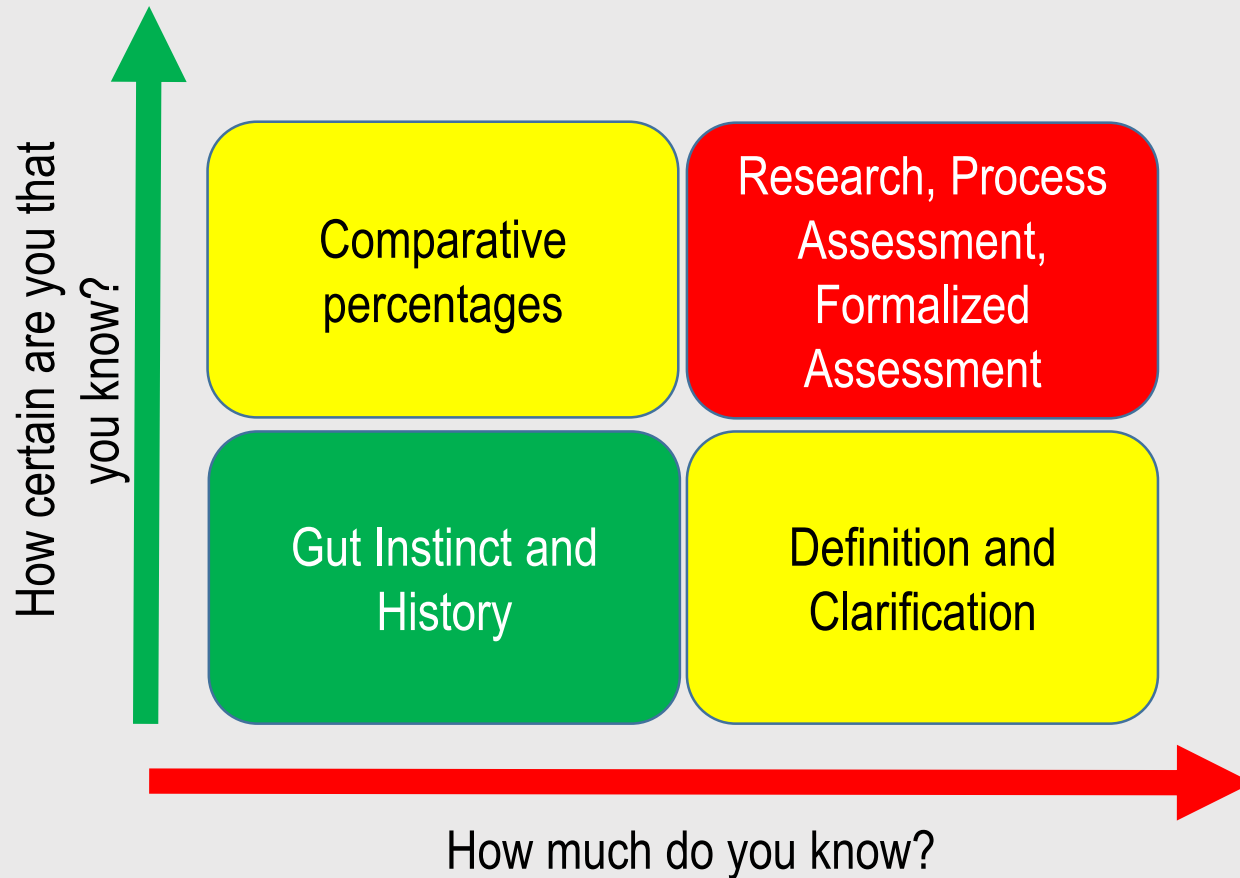 How certain are you that
you know?
Comparative
percentages
Research, Process
Assessment,
Formalized
Assessment
Gut Instinct and
History
Definition and
Clarification
How much do you know?